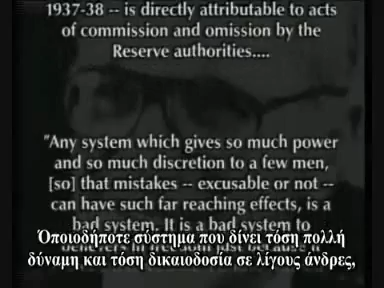 1937-38 -- is directly attributable to acts
of commission and omission by the
Reserve authorities....
"Any system which gives so much power
and so much discretion to a few men,
[so] that mistakes -- excusable or not --
can have such far reaching effects, is a
bad system. It is a bad system to
Όποιοδήποτε σύστημα που δίνει τόση πολλή
δύναμη και τόση δικαιοδοσία σε λίγους άνδρες,